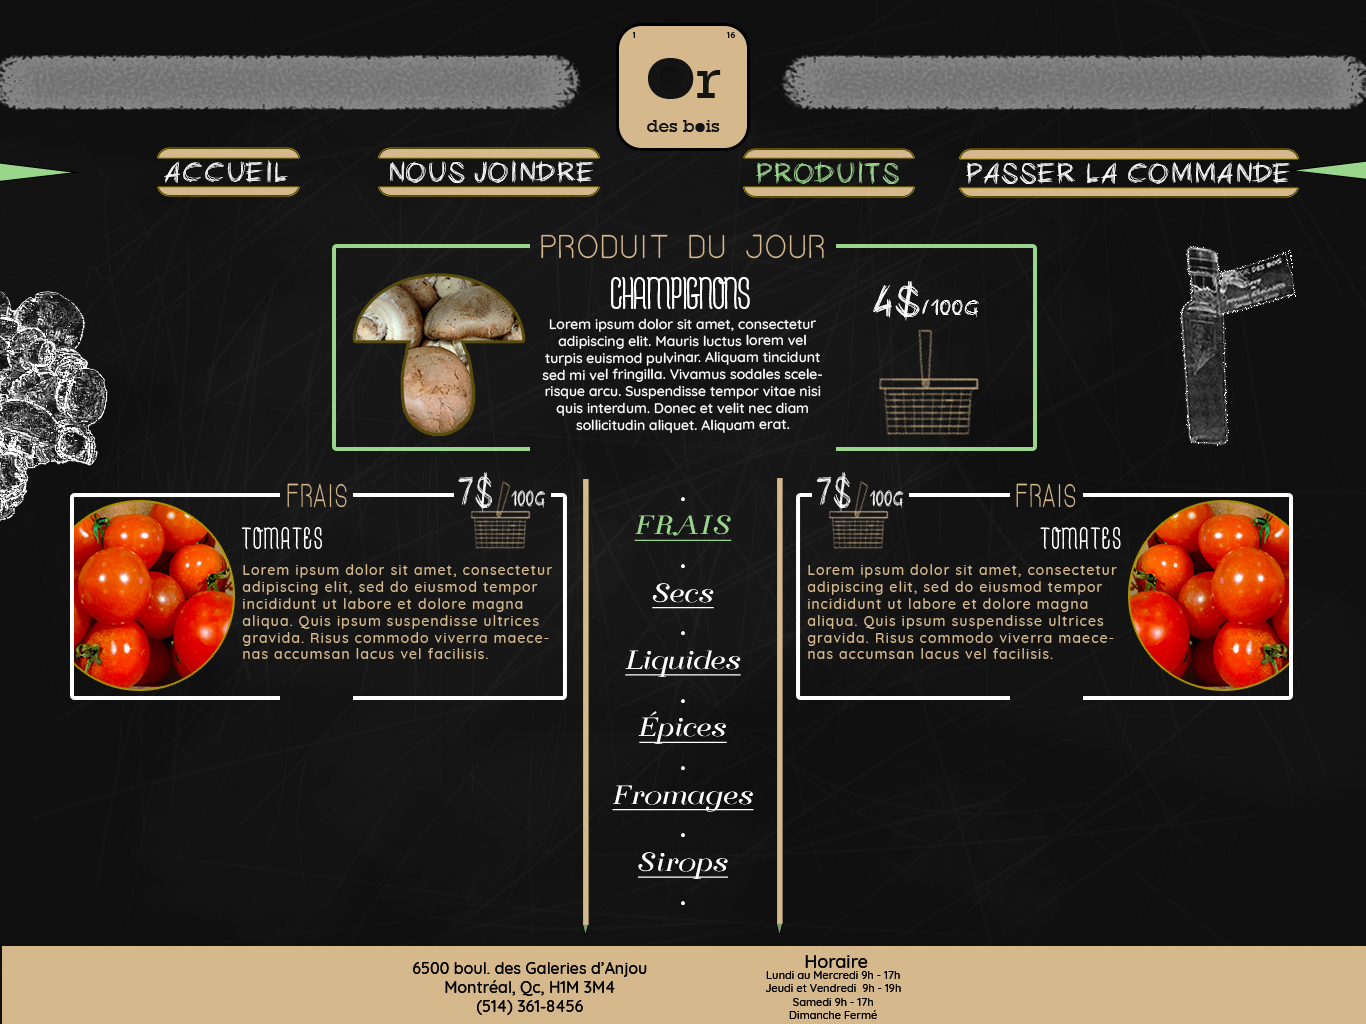 1 16
Or
des bois
ACCUEIL
NOUS JOINDRE
PRODUITS
PASSER LA COMMANDE
PRODUIT DU JOUR
CHAMPIGNONS
Lorem ipsum dolor sit amet, consectetur
adipiscing elit. Mauris luctus lorem vel
turpis euismod pulvinar. Aliquam tincidunt
sed mi vel fringilla. Vivamus sodales scele-
risque arcu. Suspendisse tempor vitae nisi
quis interdum. Donec et velit nec diam
sollicitudin aliquet. Aliquam erat.
4$/100G
DES BOIS
FRAIS
7$/100G
TOMATES
Lorem ipsum dolor sit amet, consectetur
adipiscing elit, sed do eiusmod tempor
incididunt ut labore et dolore magna
aliqua. Quis ipsum suspendisse ultrices
gravida. Risus commodo viverra maece-
nas accumsan lacus vel facilisis.
FRAIS
Secs
Liquides
Épices
Fromages
Sirops
7$/100G
FRAIS
TOMATES
Lorem ipsum dolor sit amet, consectetur
adipiscing elit, sed do eiusmod tempor
incididunt ut labore et dolore magna
aliqua. Quis ipsum suspendisse ultrices
gravida. Risus commodo viverra maece-
nas accumsan lacus vel facilisis.
6500 boul. des Galeries d'Anjou
Montréal, Qc, H1M 3M4
(514) 361-8456
Horaire
Lundi au Mercredi 9h - 17h
Jeudi et Vendredi 9h - 19h
Samedi 9h - 17h
Dimanche Fermé